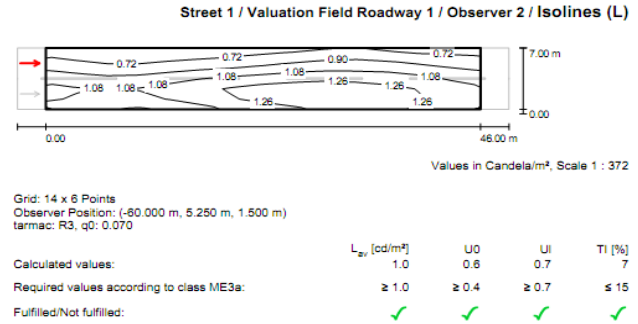 Street 1 / Valuation Field Roadway 1 / Observer 2 / Isolines (L)
0.72 0.72 0.90 0.72 7.00 m
1.08 1.08 1.08 1.08 1.08 1.08 1.26 1.26
1.26 1.26 0.00
0.00 46.00 m
Values in Candela/m², Scale 1 : 372
Grid: 14 x 6 Points
Observer Position: (-60.000 m, 5.250 m, 1.500 m)
tarmac: R3, q0: 0.070
Lav [cd/m²] U0 UI TI [%]
Calculated values: 1.0 0.6 0.7 7
Required values according to class ME3a: ≥ 1.0 ≥ 0.4 ≥ 0.7 ≤ 15
Fulfilled/Not fulfilled: ✓ ✓ ✓ ✓